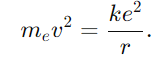 m_e v^2 = \frac{ke^2}{r}.